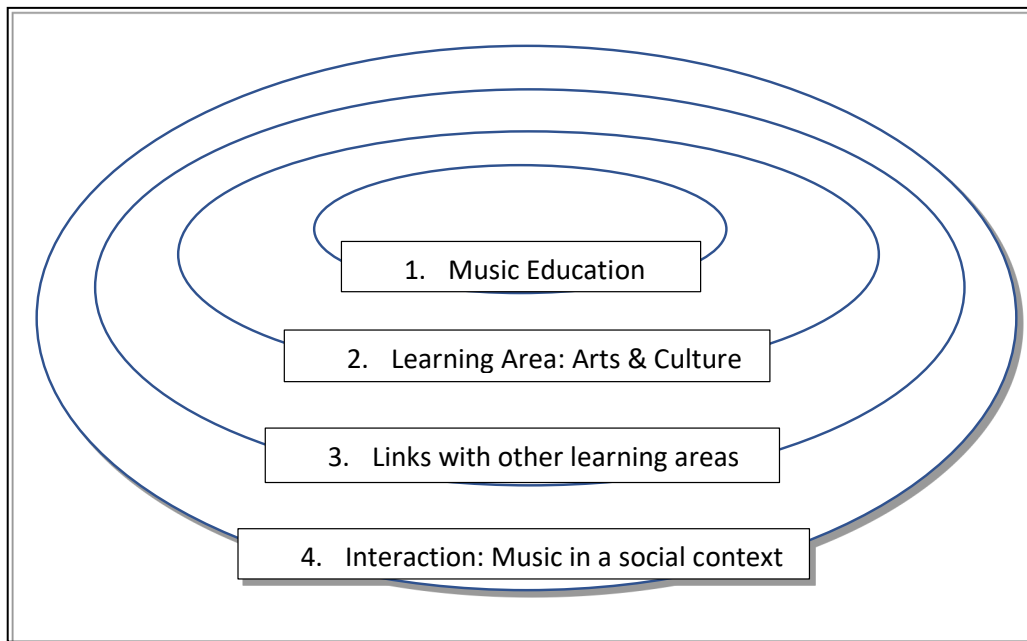 1. Music Education
2. Learning Area: Arts & Culture
3. Links with other learning areas
4. Interaction: Music in a social context